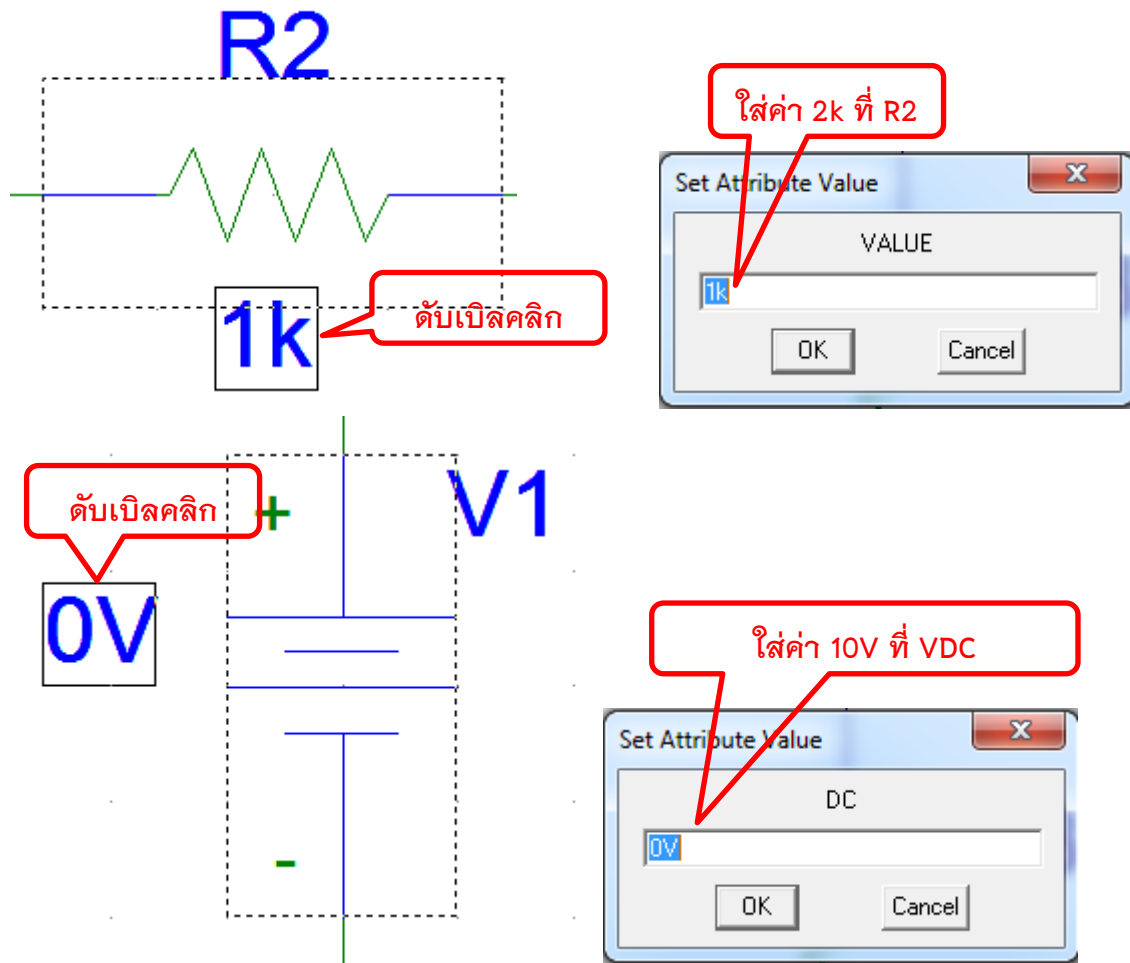 R2
ใส่ค่า 2k ที่ R2
Set Attribute Value
VALUE
1k
OK Cancel
1k
ดับเบิลคลิก
ดับเบิลคลิก
+
V1
0V
-
ใส่ค่า 10V ที่ VDC
Set Attribute Value
DC
0V
OK Cancel